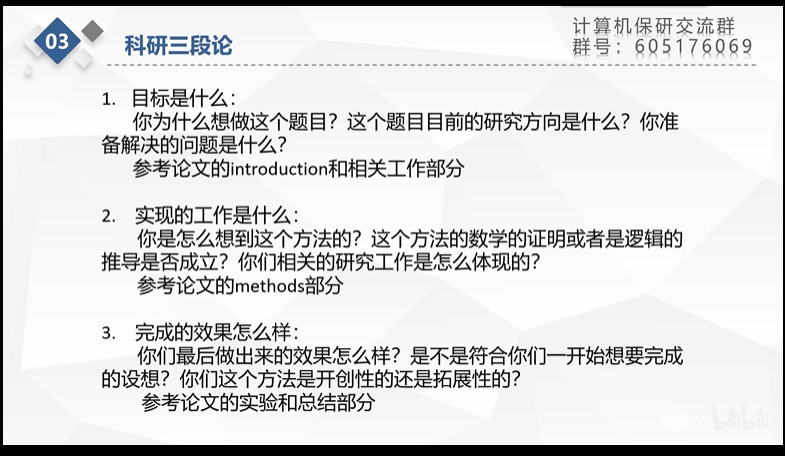 03
科研三段论
计算机保研交流群
群号：605176069
1. 目标是什么：
你为什么想做这个题目？这个题目目前的研究方向是什么？你准
备解决的问题是什么？
参考论文的introduction和相关工作部分
2. 实现的工作是什么：
你是怎么想到这个方法的？这个方法的数学的证明或者是逻辑的
推导是否成立？你们相关的研究工作是怎么体现的？
参考论文的methods部分
3. 完成的效果怎么样：
你们最后做出来的效果怎么样？是不是符合你们一开始想要完成
的设想？你们这个方法是开创性的还是拓展性的？
参考论文的实验和总结部分
bilibili